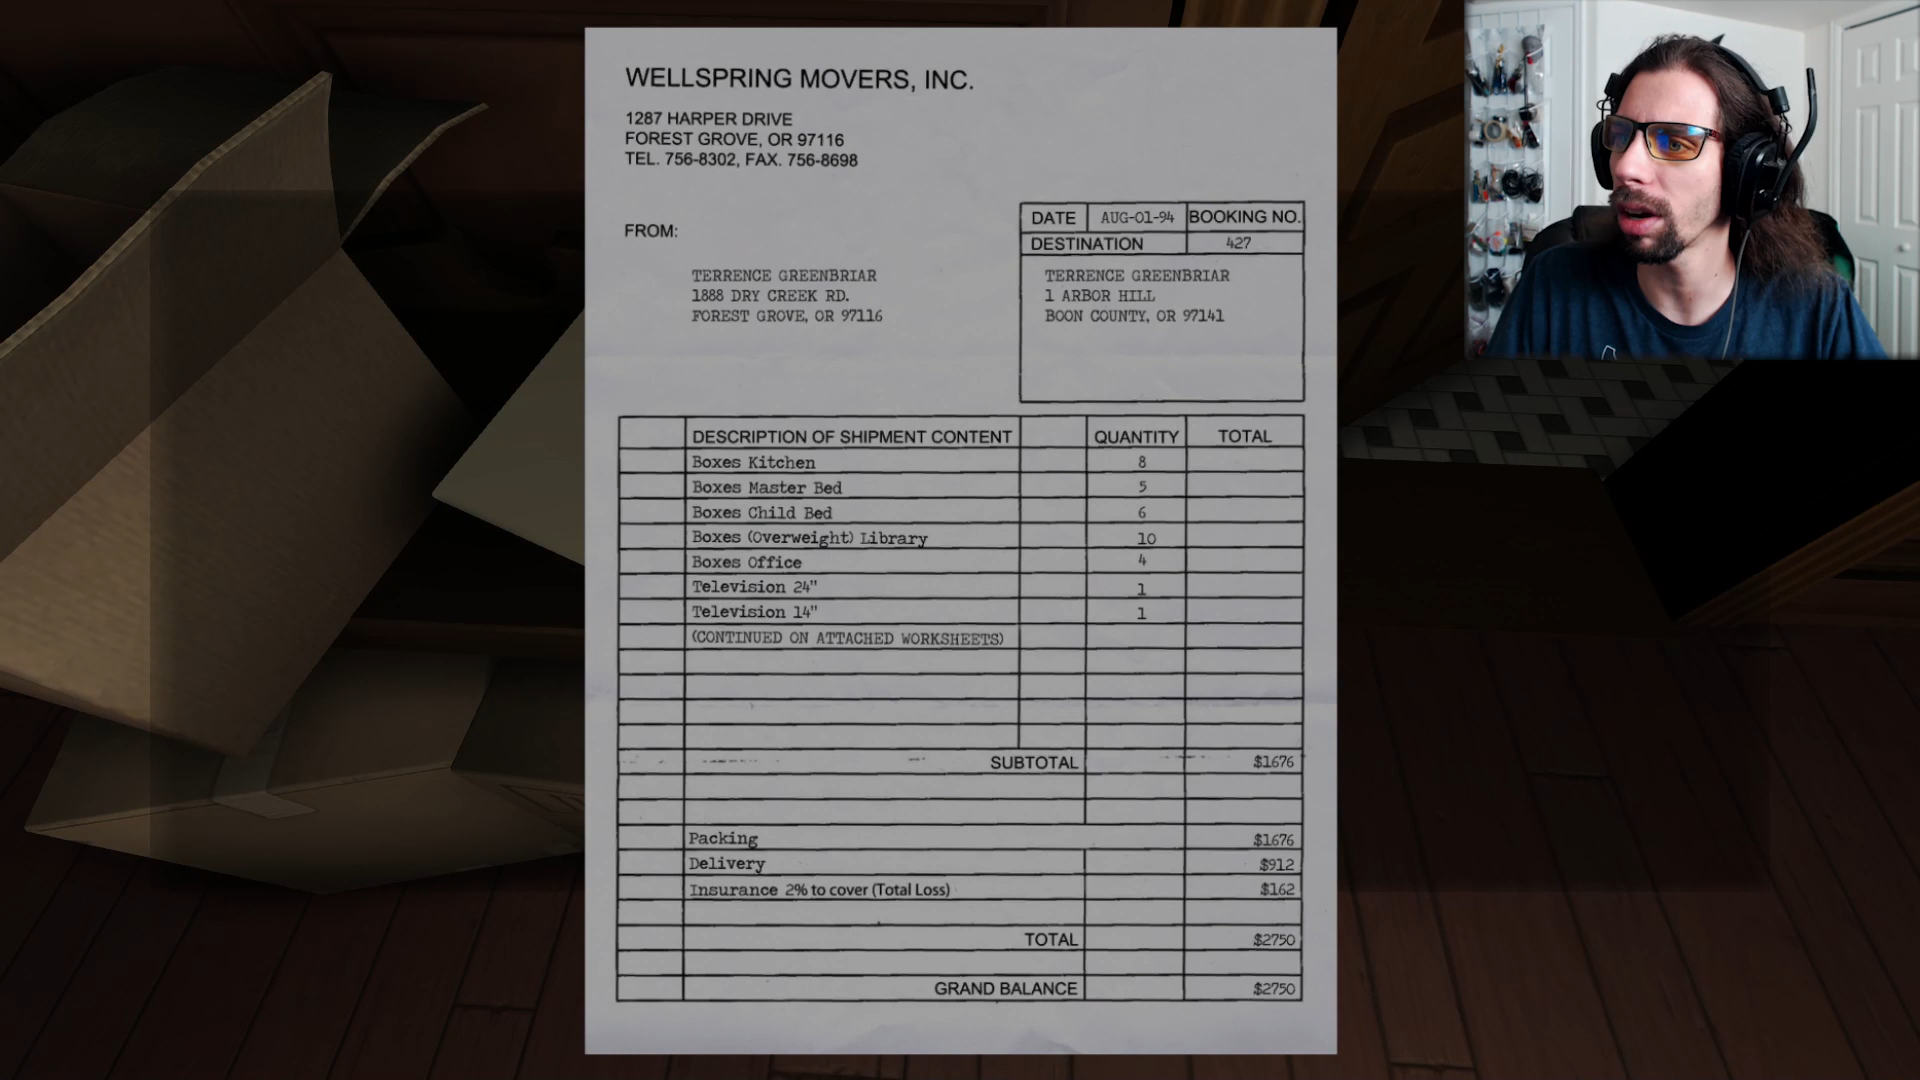 WELLSPRING MOVERS, INC.
1287 HARPER DRIVE
FOREST GROVE, OR 97116
TEL. 756-8302, FAX. 756-8698
DATE AUG-01-94 BOOKING NO.
FROM:
DESTINATION 427
TERRENCE GREENBRIAR
1888 DRY CREEK RD.
FOREST GROVE, OR 97116
TERRENCE GREENBRIAR
1 ARBOR HILL
BOON COUNTY, OR 97141
DESCRIPTION OF SHIPMENT CONTENT QUANTITY TOTAL
Boxes Kitchen 8
Boxes Master Bed 5
Boxes Child Bed 6
Boxes (Overweight) Library 10
Boxes Office 4
Television 24" 1
Television 14" 1
(CONTINUED ON ATTACHED WORKSHEETS)
SUBTOTAL $1676
Packing $1676
Delivery $912
Insurance 2% to cover (Total Loss) $162
TOTAL $2750
GRAND BALANCE $2750